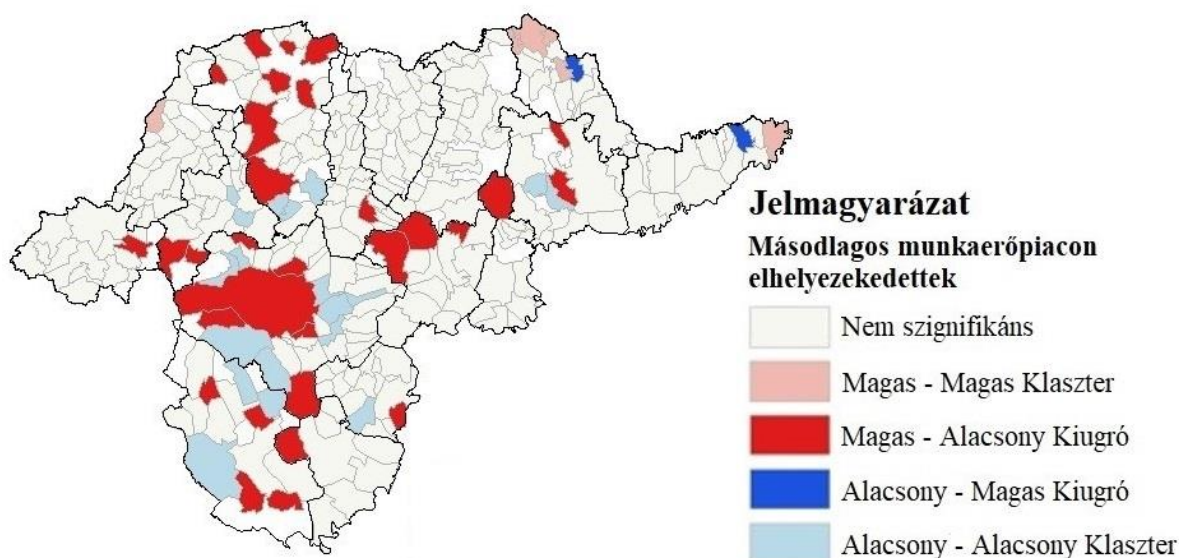 Jelmagyarázat
Másodlagos munkaerőpiacon
elhelyezekedettek
Nem szignifikáns
Magas - Magas Klaszter
Magas - Alacsony Kiugró
Alacsony - Magas Kiugró
Alacsony - Alacsony Klaszter